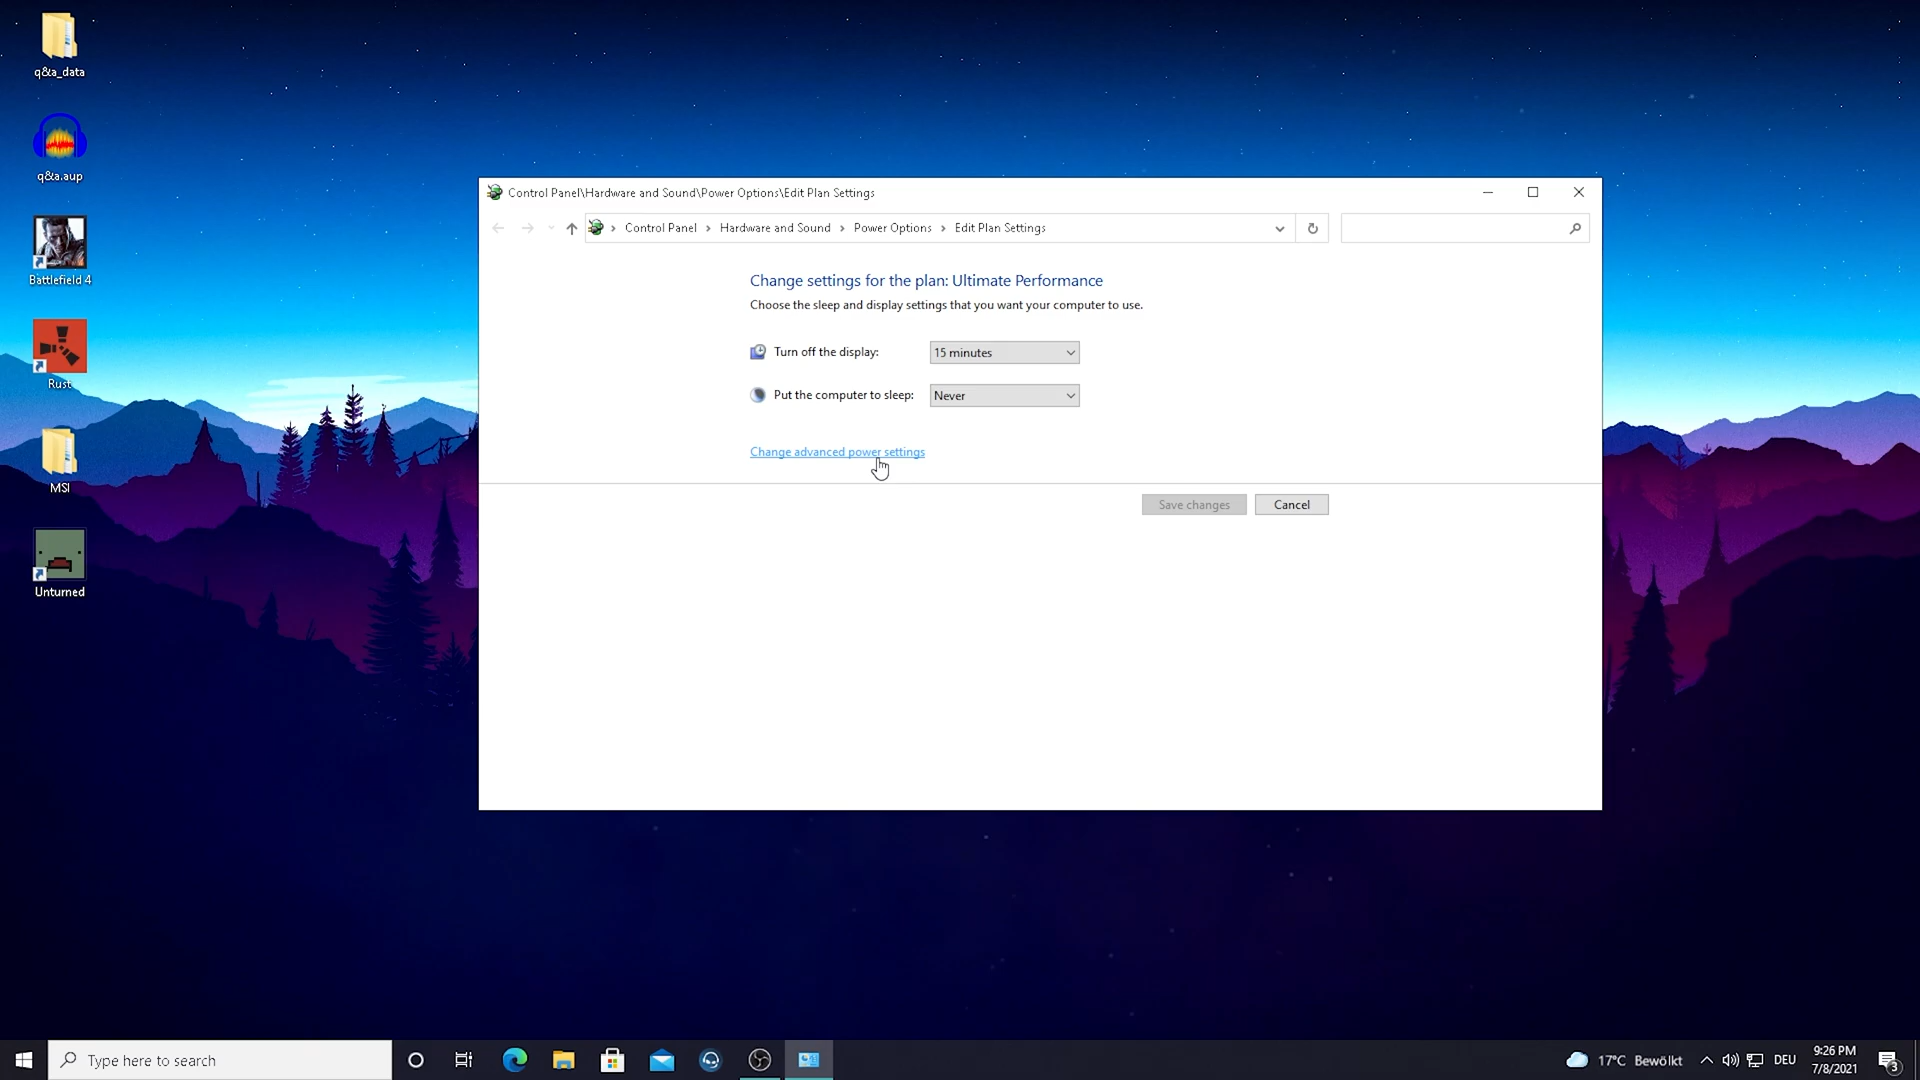 q&a_data
q&a.aup
Battlefield 4
Rust
MSI
Unturned
Control Panel\Hardware and Sound\Power Options\Edit Plan Settings
Control Panel > Hardware and Sound > Power Options > Edit Plan Settings
Change settings for the plan: Ultimate Performance
Choose the sleep and display settings that you want your computer to use.
Turn off the display: 15 minutes
Put the computer to sleep: Never
Change advanced power settings
Save changes Cancel
Type here to search
17°C Bewölkt
DEU
9:26 PM
7/8/2021
3